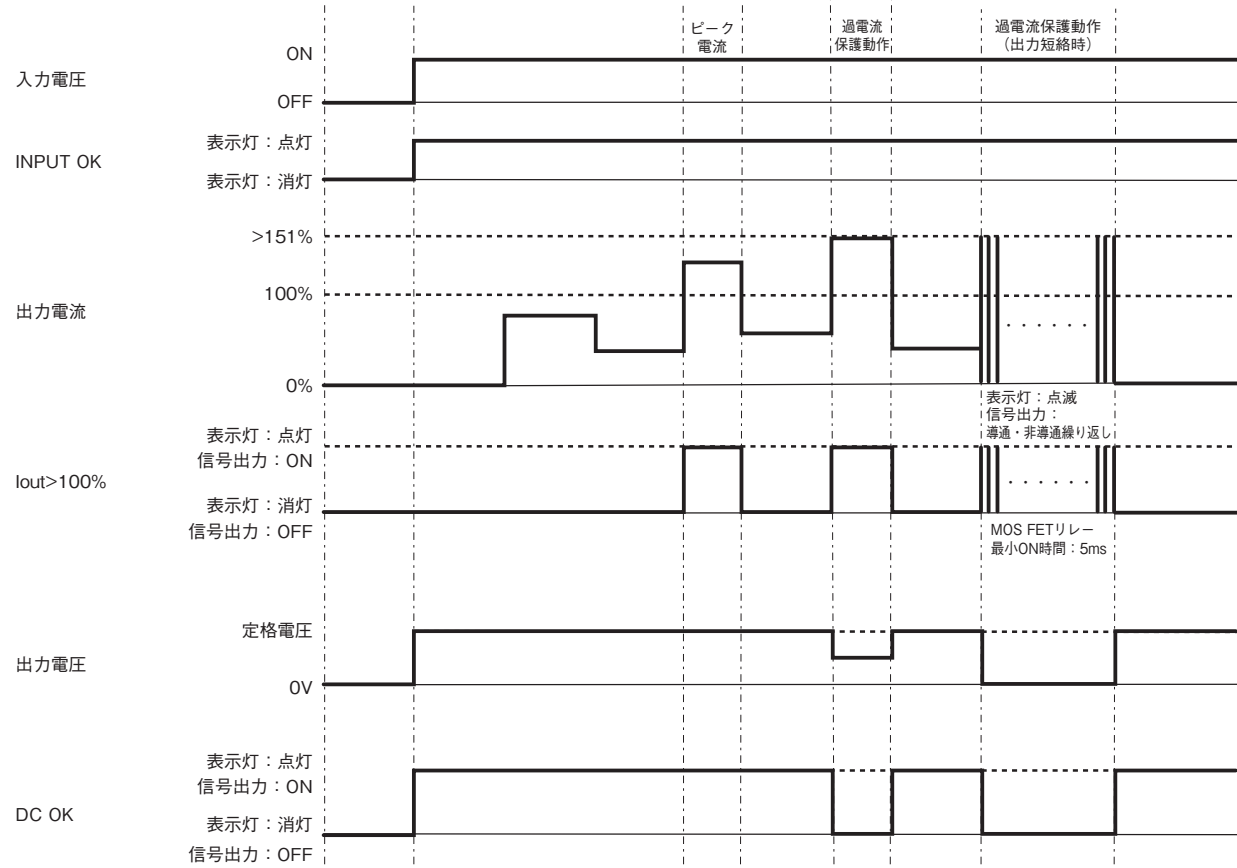 ピーク
電流
過電流
保護動作
過電流保護動作
（出力短絡時）
入力電圧
ON
OFF
INPUT OK
表示灯：点灯
表示灯：消灯
出力電流
>151%
100%
0%
・・・・・・
表示灯：点滅
信号出力：
導通・非導通繰り返し
Iout>100%
表示灯：点灯
信号出力：ON
表示灯：消灯
信号出力：OFF
・・・・・・
MOS FETリレー
最小ON時間：5ms
出力電圧
定格電圧
0V
DC OK
表示灯：点灯
信号出力：ON
表示灯：消灯
信号出力：OFF